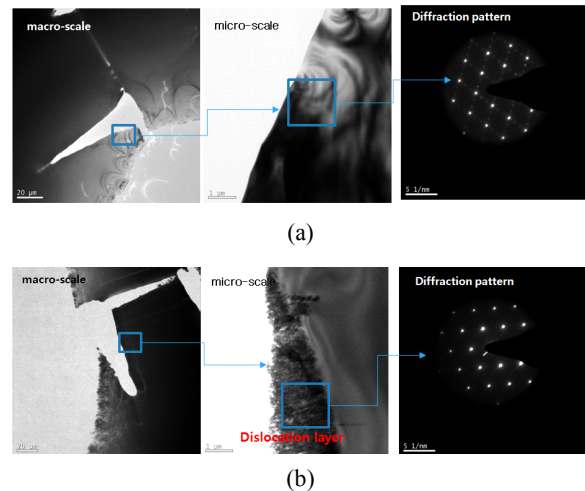 macro-scale
micro-scale
Diffraction pattern
20 µm
1 µm
5 1/nm
(a)
macro-scale
micro-scale
Diffraction pattern
Dislocation layer
20 µm
1 µm
5 1/nm
(b)